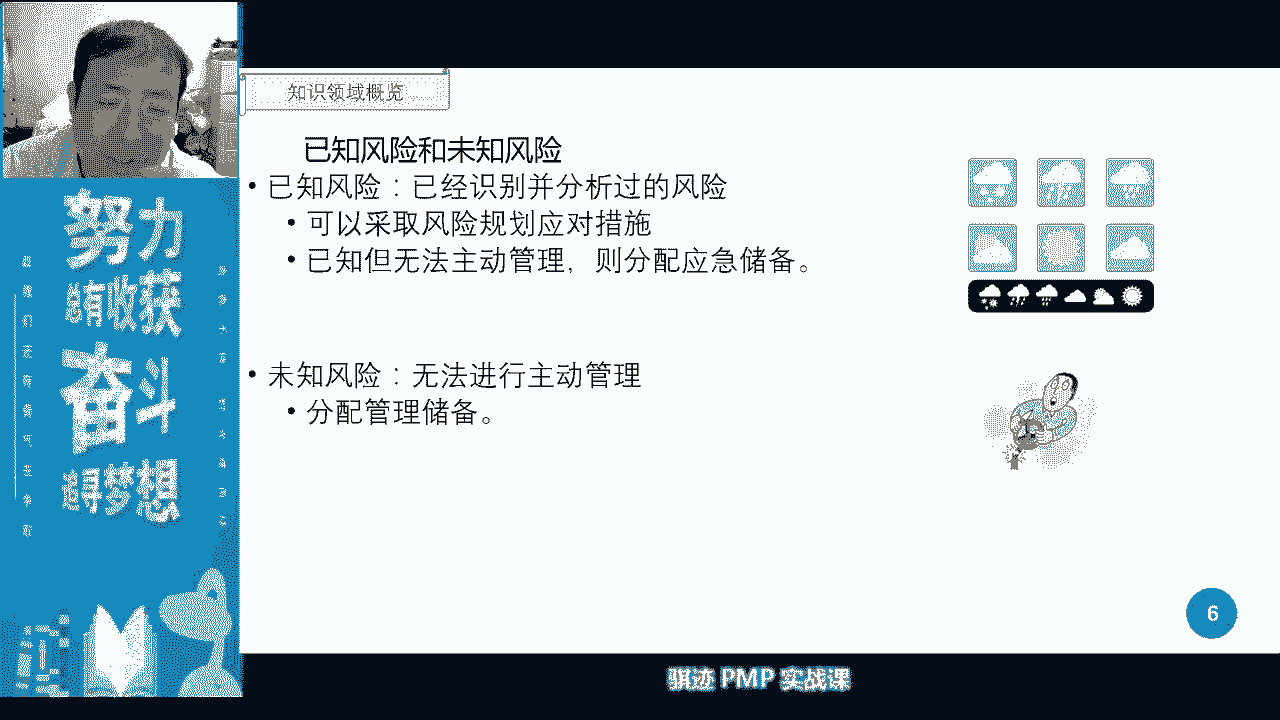 知识领域概览
已知风险和未知风险
• 已知风险：已经识别并分析过的风险
• 可以采取风险规划应对措施
• 已知但无法主动管理，则分配应急储备。
• 未知风险：无法进行主动管理
• 分配管理储备。
努力
总有收获
奋斗
追寻梦想
6
骐迹 PMP 实战课